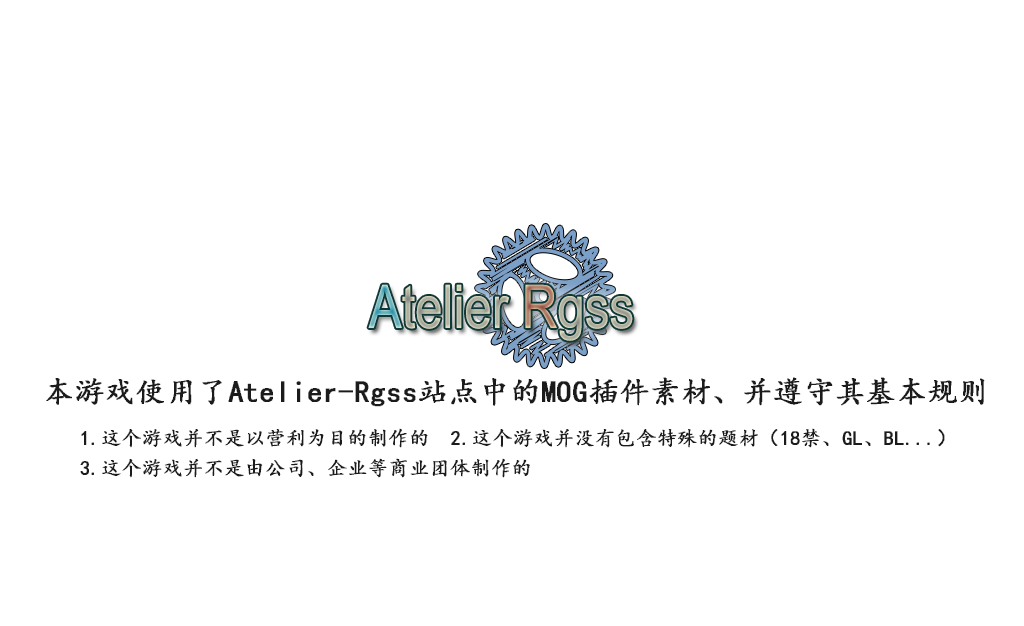 Atelier Rgss
本游戏使用了Atelier-Rgss站点中的MOG插件素材、并遵守其基本规则
1.这个游戏并不是以营利为目的制作的 2.这个游戏并没有包含特殊的题材（18禁、GL、BL...）
3.这个游戏并不是由公司、企业等商业团体制作的